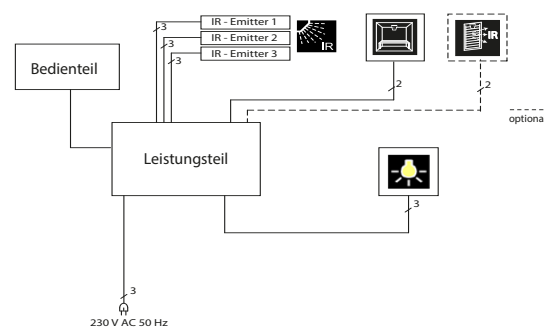 3
IR - Emitter 1
IR - Emitter 2
3
IR - Emitter 3
3
IR
IR
Bedienteil
2
2
optiona
Leistungsteil
3
3
230 V AC 50 Hz